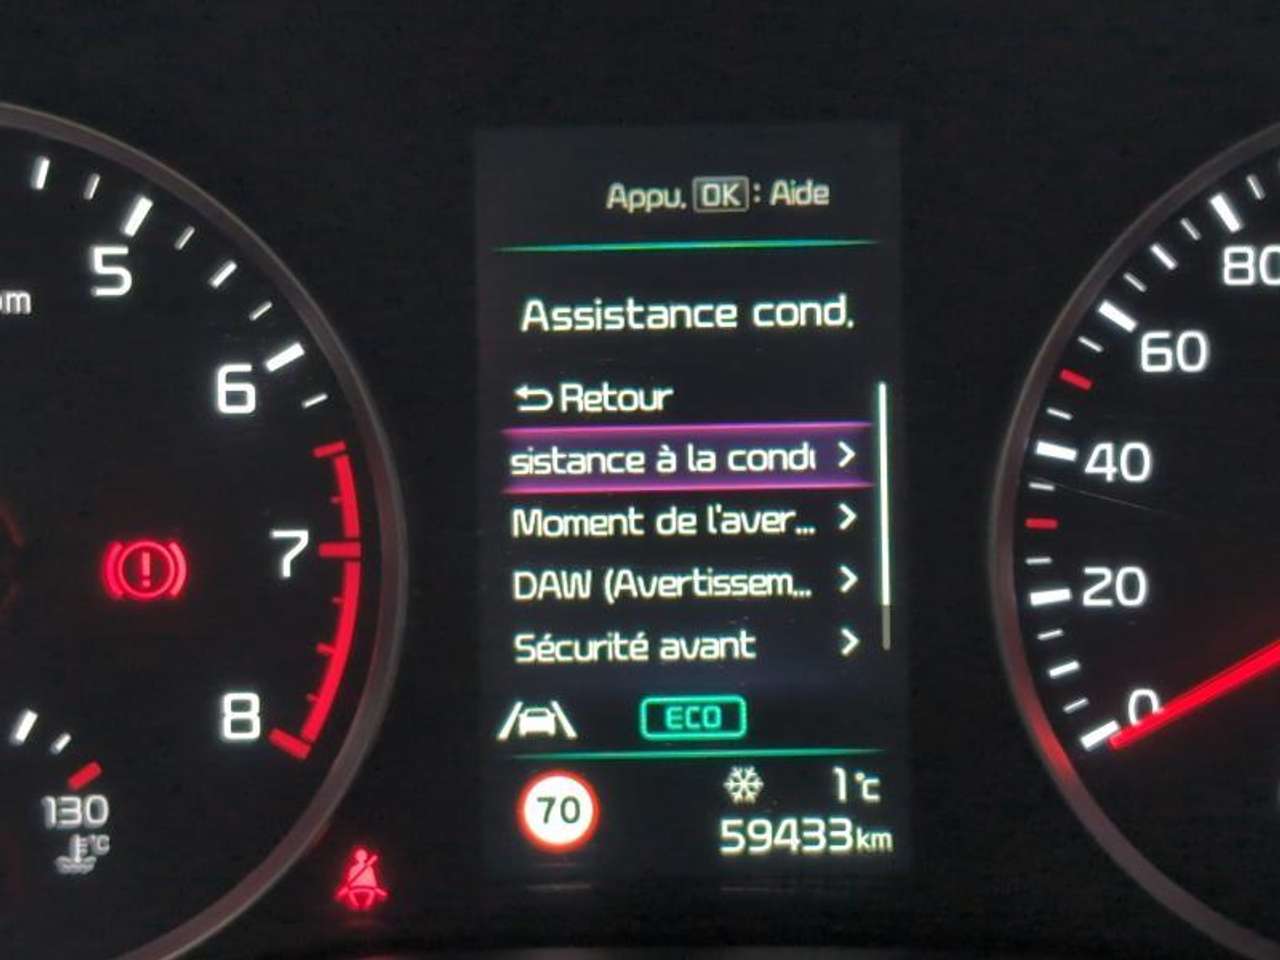 Appu. OK : Aide
Assistance cond.
Retour
sistance à la cond
Moment de l'aver...
DAW (Avertissem...
Sécurité avant
ECO
70
1°C
59433km
5
6
7
8
130
°C
80
60
40
20
0